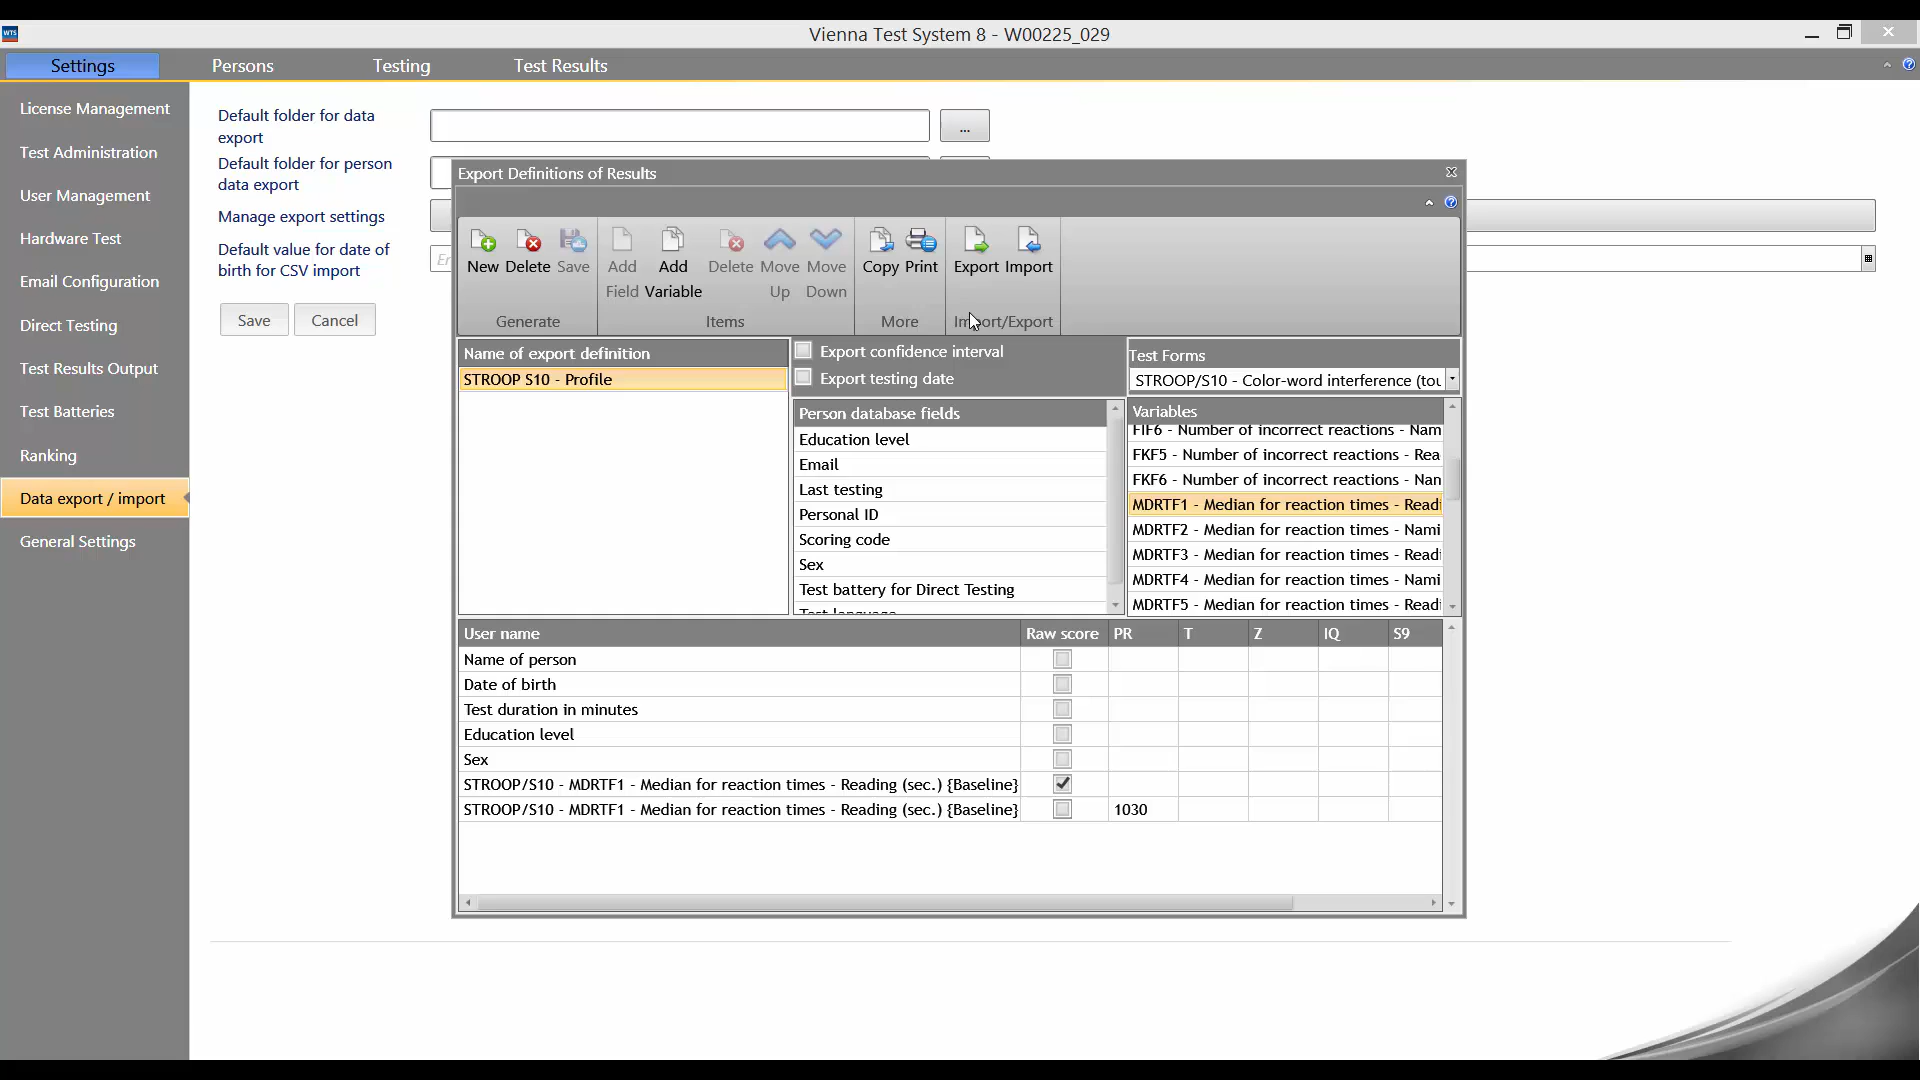 WTS
Vienna Test System 8 - W00225_029
Settings
Persons
Testing
Test Results
License Management
Test Administration
User Management
Hardware Test
Email Configuration
Direct Testing
Test Results Output
Test Batteries
Ranking
Data export / import
General Settings
Default folder for data
export
...
Default folder for person
data export
Manage export settings
Default value for date of
birth for CSV import
Save
Cancel
Export Definitions of Results
New
Delete
Save
Generate
Add
Field
Add
Variable
Delete
Move
Up
Move
Down
Items
Copy
Print
More
Export
Import
Import/Export
Name of export definition
STROOP S10 - Profile
Export confidence interval
Export testing date
Person database fields
Education level
Email
Last testing
Personal ID
Scoring code
Sex
Test battery for Direct Testing
Test language
Test Forms
STROOP/S10 - Color-word interference (tou
Variables
FIF6 - Number of incorrect reactions - Nam
FKF5 - Number of incorrect reactions - Rea
FKF6 - Number of incorrect reactions - Nan
MDRTF1 - Median for reaction times - Readi
MDRTF2 - Median for reaction times - Nami
MDRTF3 - Median for reaction times - Readi
MDRTF4 - Median for reaction times - Nami
MDRTF5 - Median for reaction times - Readi
User name Raw score PR T Z IQ S9
Name of person
Date of birth
Test duration in minutes
Education level
Sex
STROOP/S10 - MDRTF1 - Median for reaction times - Reading (sec.) {Baseline}
STROOP/S10 - MDRTF1 - Median for reaction times - Reading (sec.) {Baseline} 1030